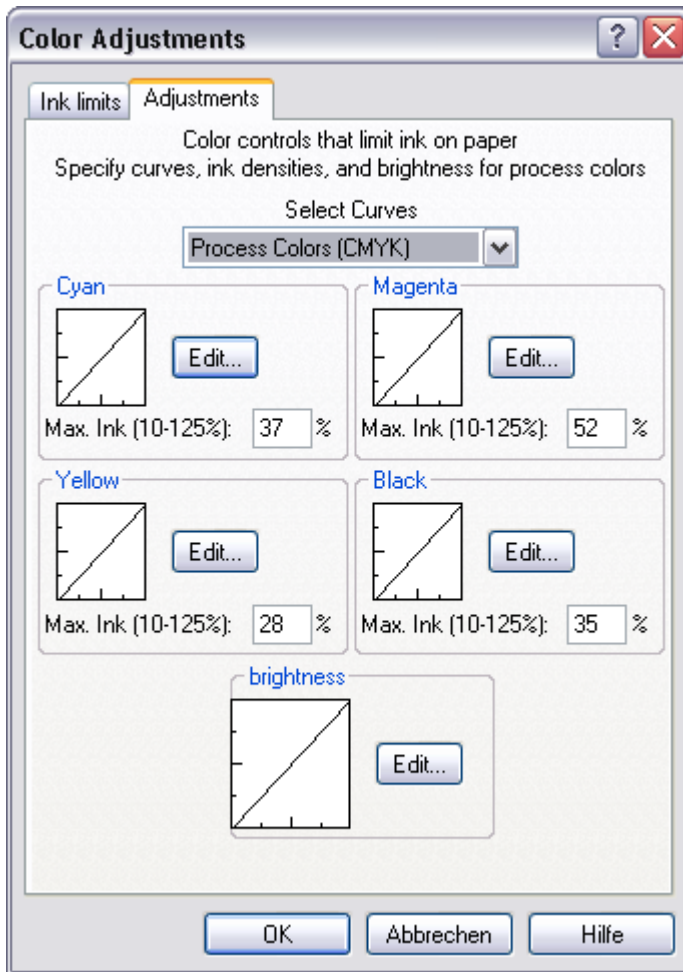 Color Adjustments
Ink limits Adjustments
Color controls that limit ink on paper
Specify curves, ink densities, and brightness for process colors
Select Curves
Process Colors (CMYK)
Cyan
Edit...
Max. Ink (10-125%): 37 %
Magenta
Edit...
Max. Ink (10-125%): 52 %
Yellow
Edit...
Max. Ink (10-125%): 28 %
Black
Edit...
Max. Ink (10-125%): 35 %
brightness
Edit...
OK Abbrechen Hilfe